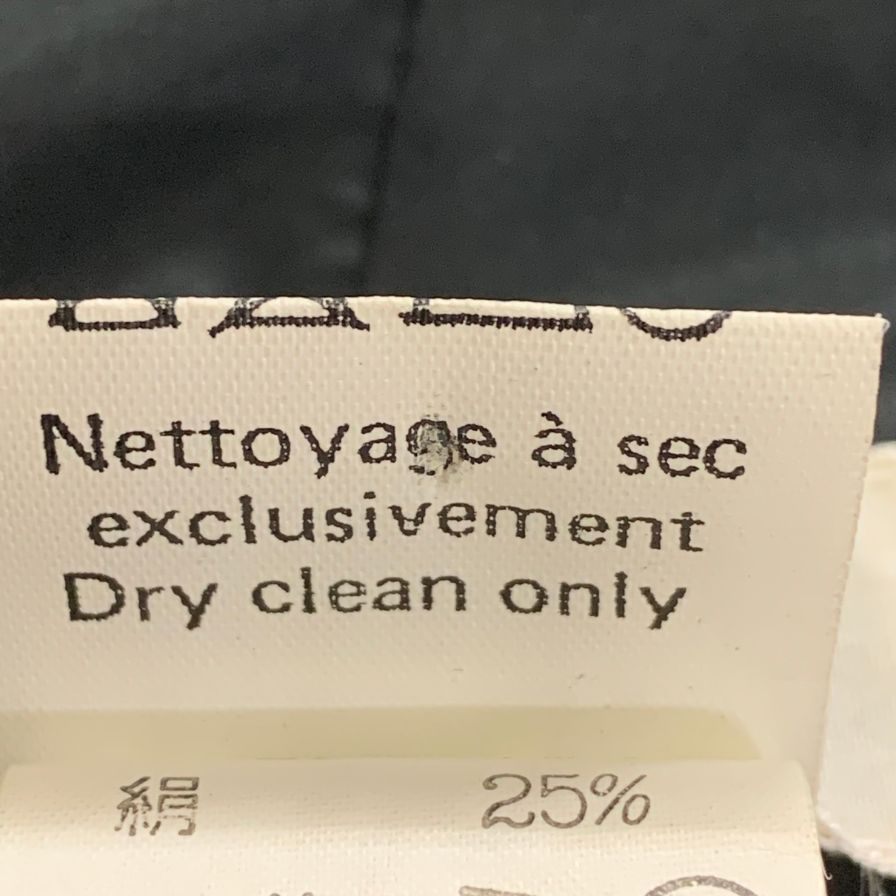 Nettoyage à sec
exclusivement
Dry clean only
絹 25%